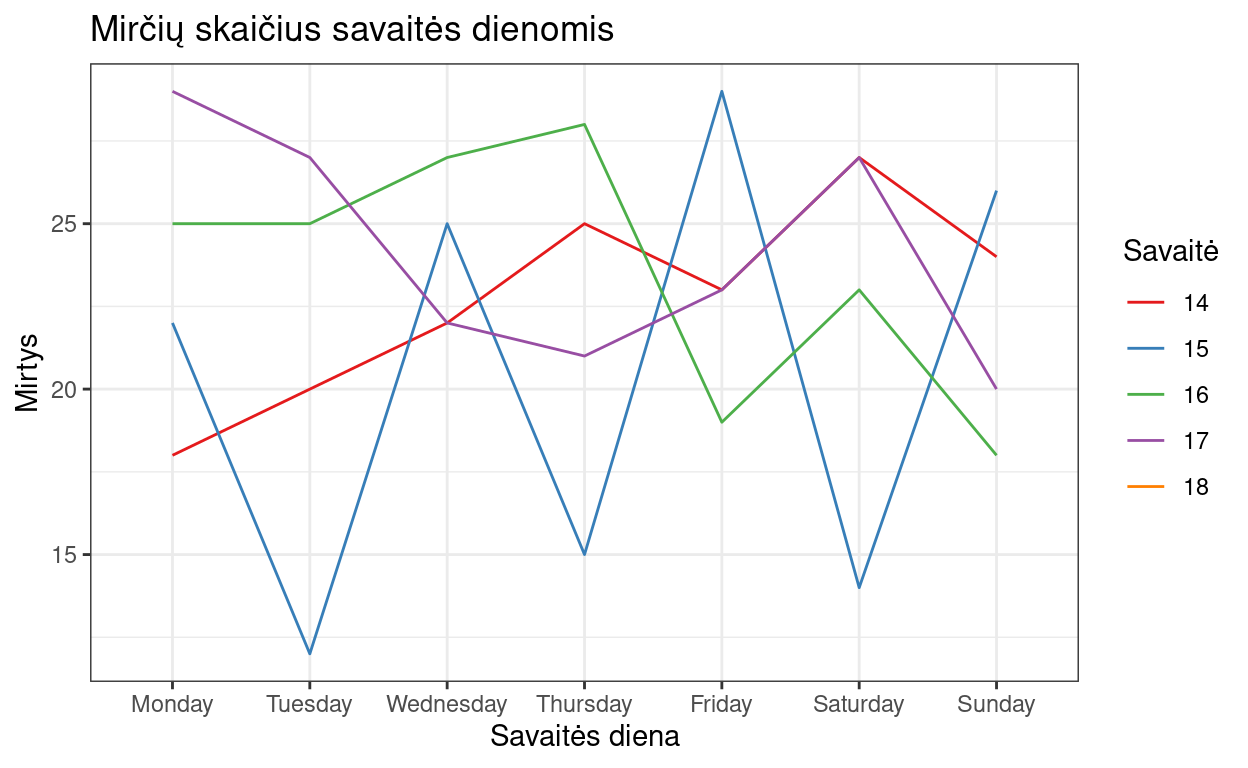 Mirčių skaičius savaitės dienomis
Mirtys
25
20
15
Monday Tuesday Wednesday Thursday Friday Saturday Sunday
Savaitės diena
Savaitė
14
15
16
17
18